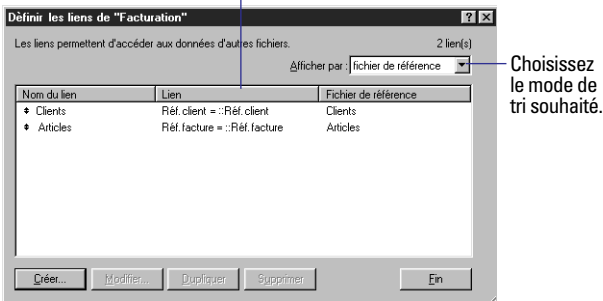 Définir les liens de "Facturation"
Les liens permettent d'accéder aux données d'autres fichiers.
2 lien(s)
Afficher par : fichier de référence
Choisissez
le mode de
tri souhaité.
Nom du lien Lien Fichier de référence
Clients Réf. client = ::Réf. client Clients
Articles Réf. facture = ::Réf. facture Articles
Créer... Modifier... Dupliquer Supprimer Fin